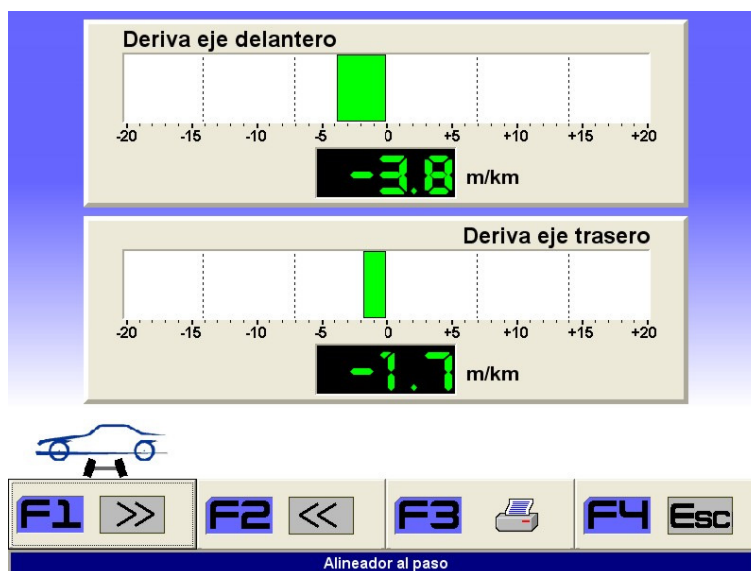 Deriva eje delantero
-20 -15 -10 -5 0 +5 +10 +15 +20
-3.8 m/km
Deriva eje trasero
-20 -15 -10 -5 0 +5 +10 +15 +20
-1.7 m/km
F1 >> F2 << F3 F4 Esc
Alineador al paso